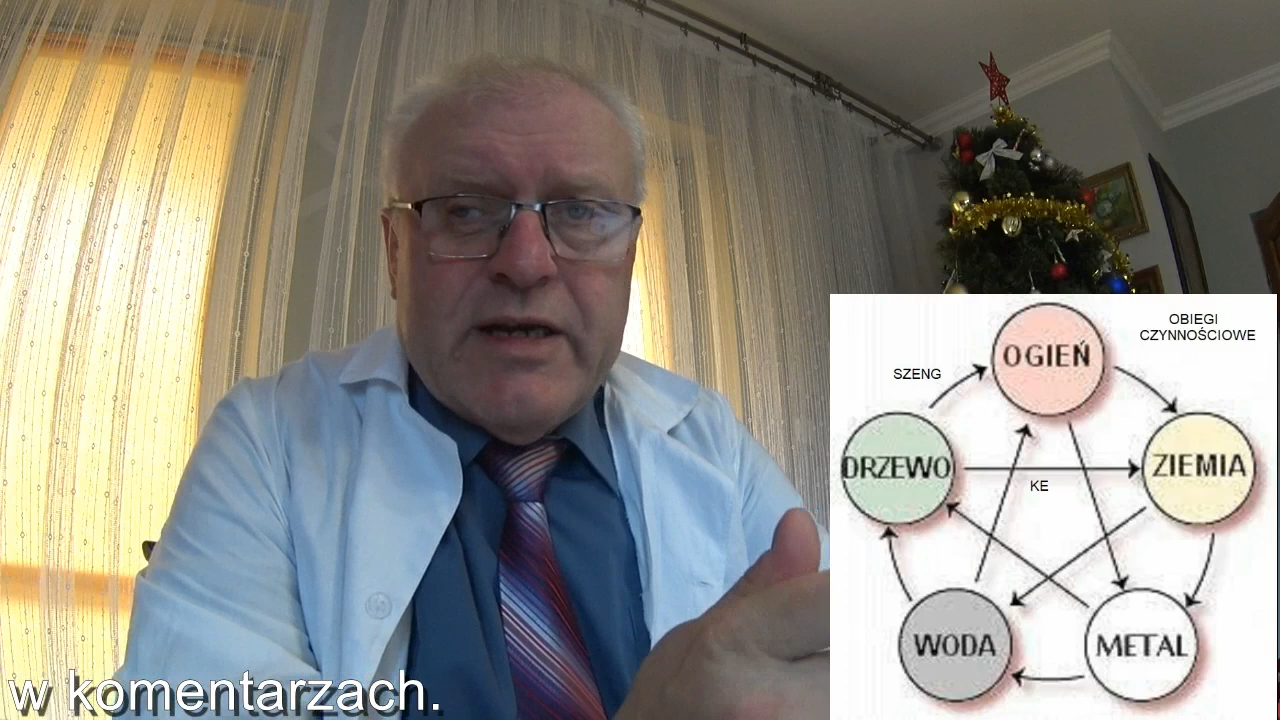 OBIEGI
CZYNNOŚCIOWE
OGIEŃ
SZENG
DRZEWO
ZIEMIA
KE
WODA
METAL
w komentarzach.